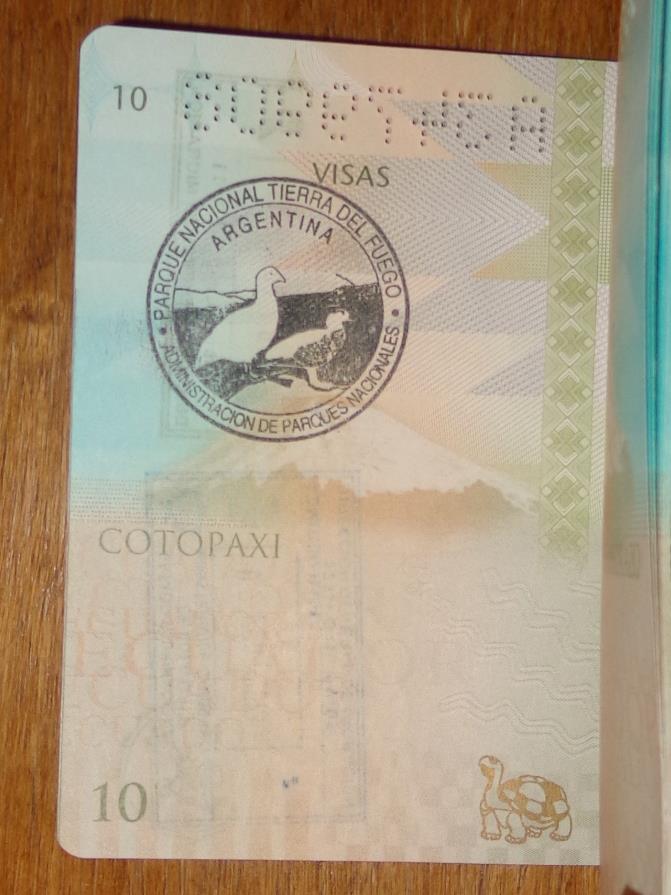 10
VISAS
PARQUE NACIONAL TIERRA DEL FUEGO
ARGENTINA
ADMINISTRACION DE PARQUES NACIONALES
COTOPAXI
10